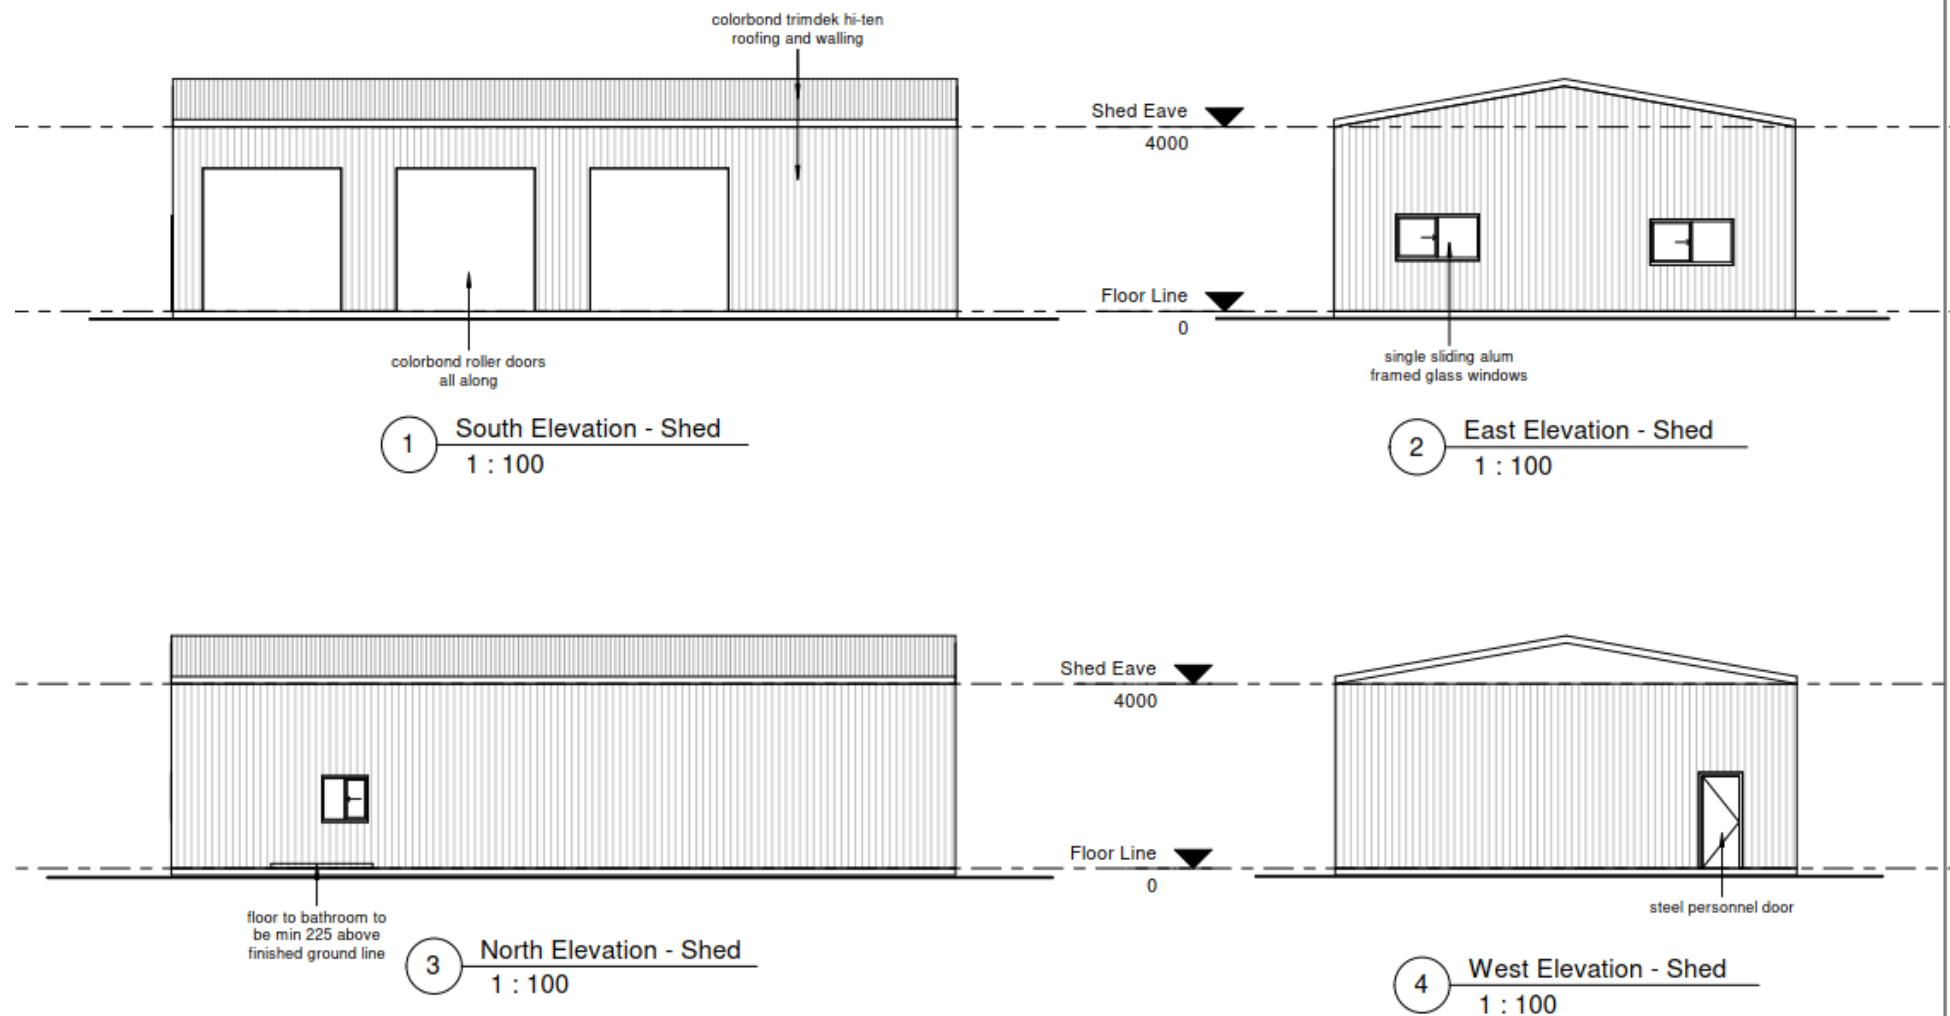 colorbond trimdek hi-ten
roofing and walling
Shed Eave
4000
Floor Line
0
colorbond roller doors
all along
single sliding alum
framed glass windows
1
South Elevation - Shed
1 : 100
2
East Elevation - Shed
1 : 100
Shed Eave
4000
Floor Line
0
floor to bathroom to
be min 225 above
finished ground line
steel personnel door
3
North Elevation - Shed
1 : 100
4
West Elevation - Shed
1 : 100